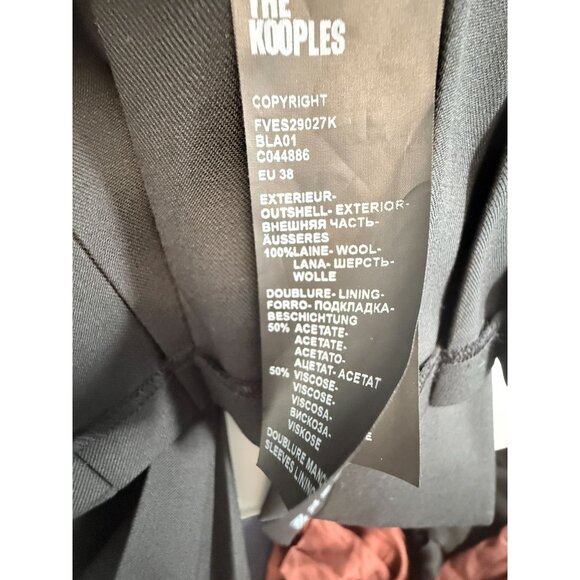 THE
KOOPLES
COPYRIGHT
FVES29027K
BLA01
C044886
EU 38
EXTERIEUR-
OUTSHELL-EXTERIOR-
ВНЕШНЯЯ ЧАСТЬ-
ÄUSSERES
100%LAINE-WOOL-
LANA-ШЕРСТЬ-
WOLLE
DOUBLURE-LINING-
FORRO-ПОДКЛАДКА-
BESCHICHTUNG
50% ACETATE-
ACETATE-
ACETATO-
АЦЕТАТ-ACETAT
50% VISCOSE-
VISCOSE-
VISCOSA-
ВИСКОЗА-
VISKOSE
DOUBLURE
SLEEVES LINING